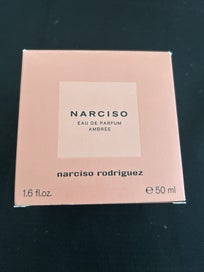 NARCISO
EAU DE PARFUM
AMBRÉE
narciso rodriguez
1.6 fl.oz. ℮ 50 ml